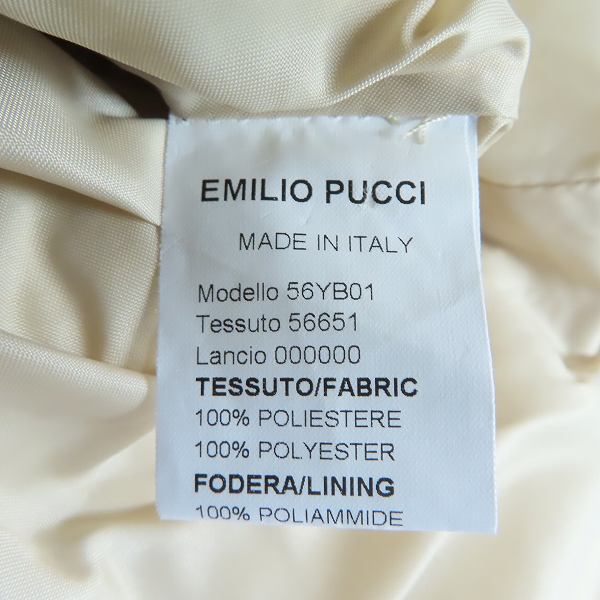 EMILIO PUCCI
MADE IN ITALY
Modello 56YB01
Tessuto 56651
Lancio 000000
TESSUTO/FABRIC
100% POLIESTERE
100% POLYESTER
FODERA/LINING
100% POLIAMMIDE